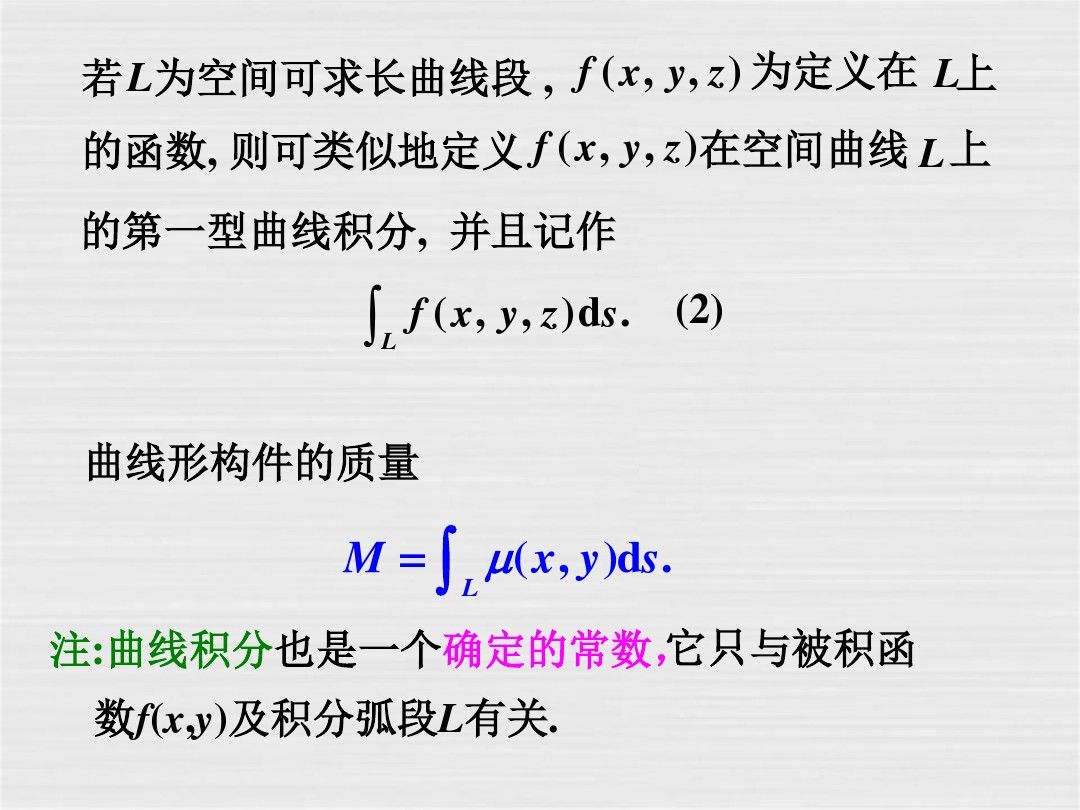 若L为空间可求长曲线段 , f (x, y, z) 为定义在 L上
的函数, 则可类似地定义f (x, y, z)在空间曲线 L 上
的第一型曲线积分, 并且记作
∫_L f (x, y, z)ds. (2)
曲线形构件的质量
M = ∫_L μ(x, y)ds.
注:曲线积分也是一个确定的常数,它只与被积函
数f(x,y)及积分弧段L有关.